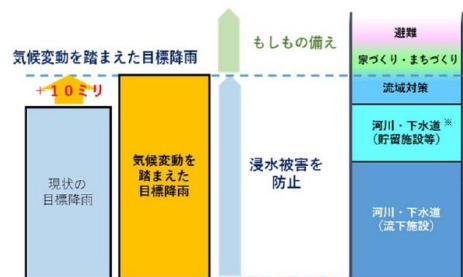 気候変動を踏まえた目標降雨
+10ミリ
現状の
目標降雨
気候変動を
踏まえた
目標降雨
もしもの備え
浸水被害を
防止
避難
家づくり・まちづくり
流域対策
河川・下水道※
(貯留施設等)
河川・下水道
(流下施設)